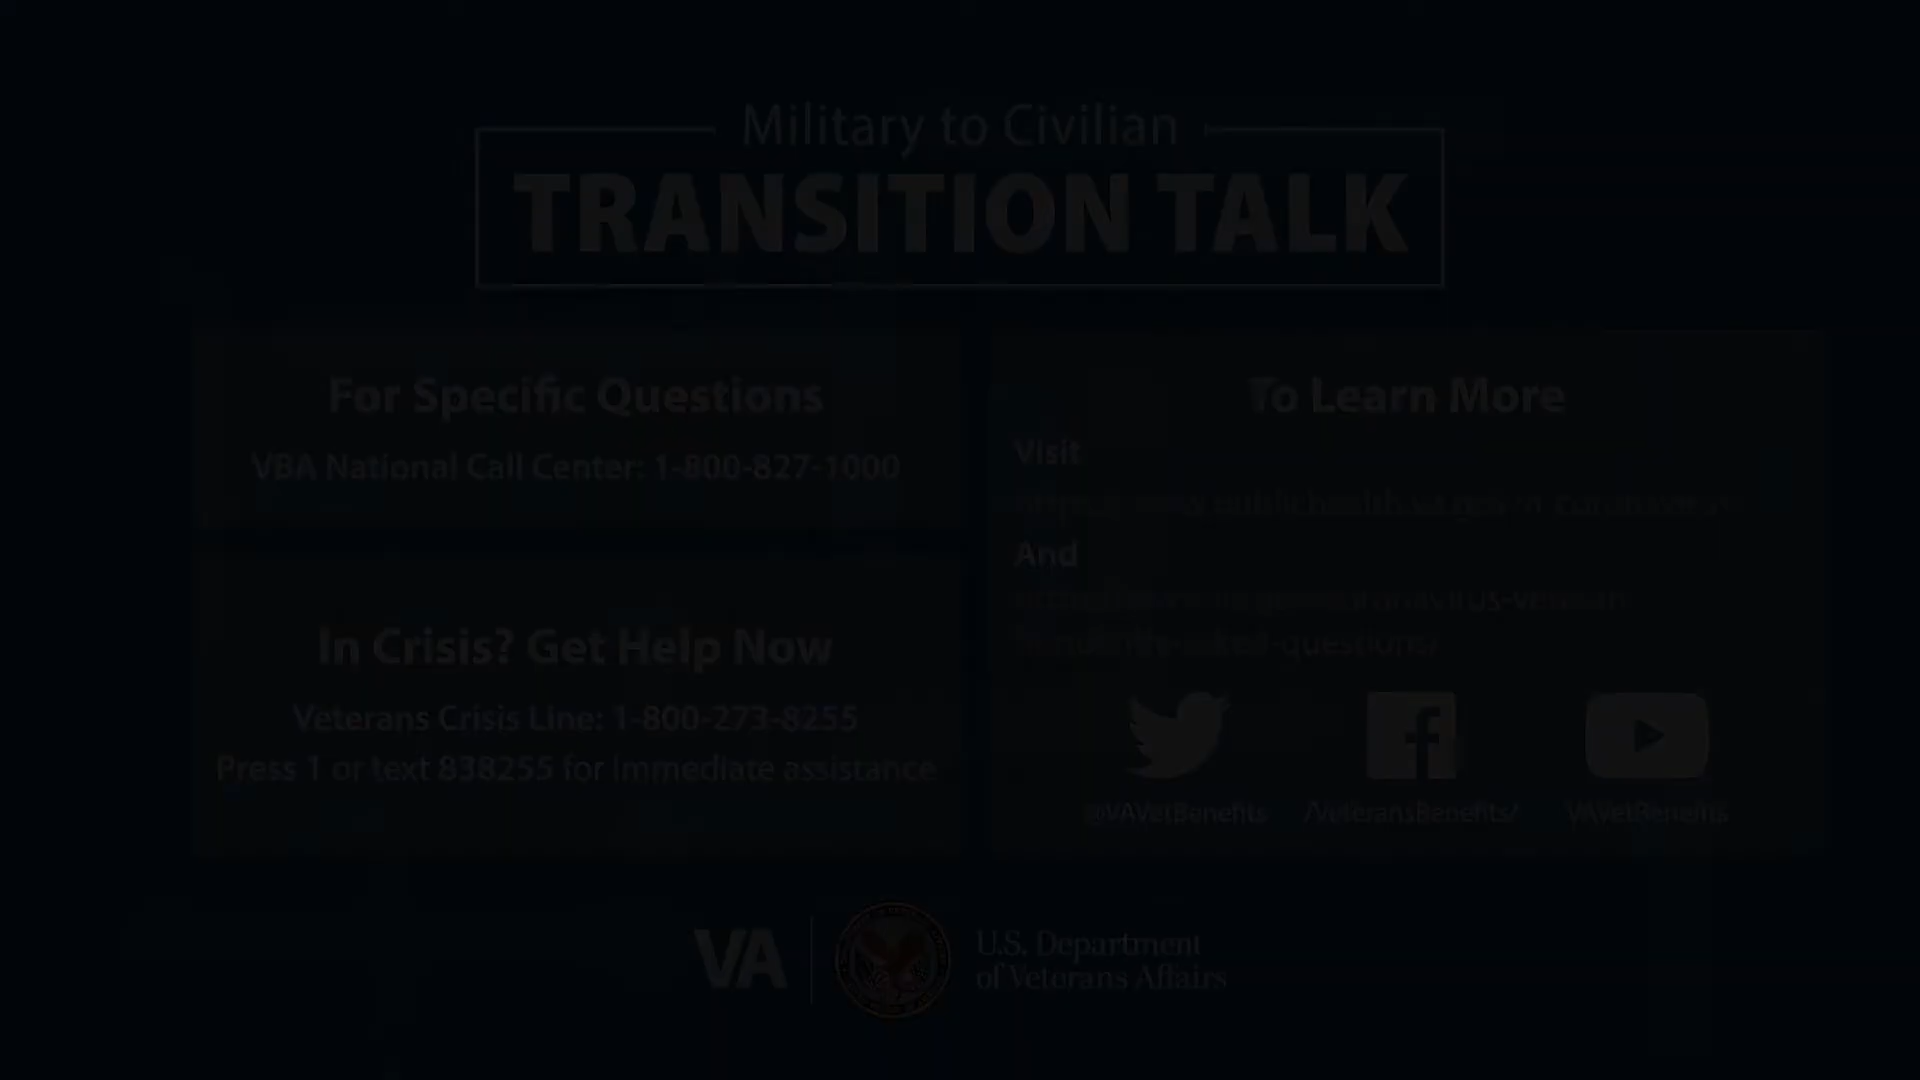 Military to Civilian
TRANSITION TALK
For Specific Questions
VBA National Call Center: 1-800-827-1000
In Crisis? Get Help Now
Veterans Crisis Line: 1-800-273-8255
Press 1 or text 838255 for immediate assistance
To Learn More
Visit
And
@VAVetBenefits
/VeteransBenefits/
VAVetBenefits
VA
U.S. Department
of Veterans Affairs